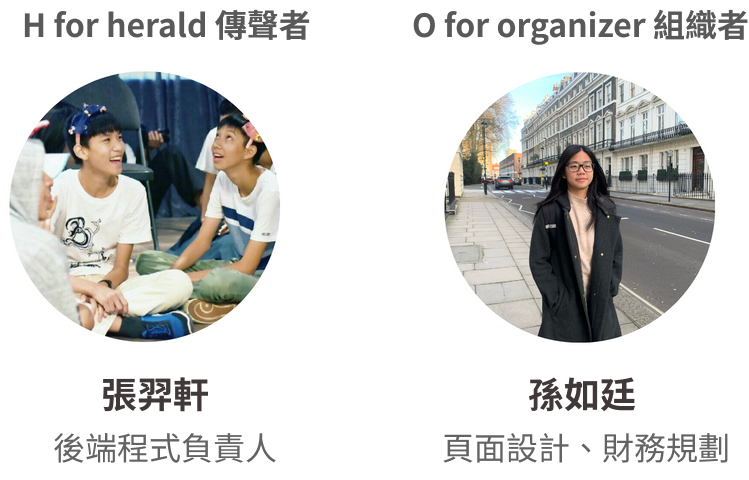 H for herald 傳聲者
O for organizer 組織者
張羿軒
孫如廷
後端程式負責人
頁面設計、財務規劃